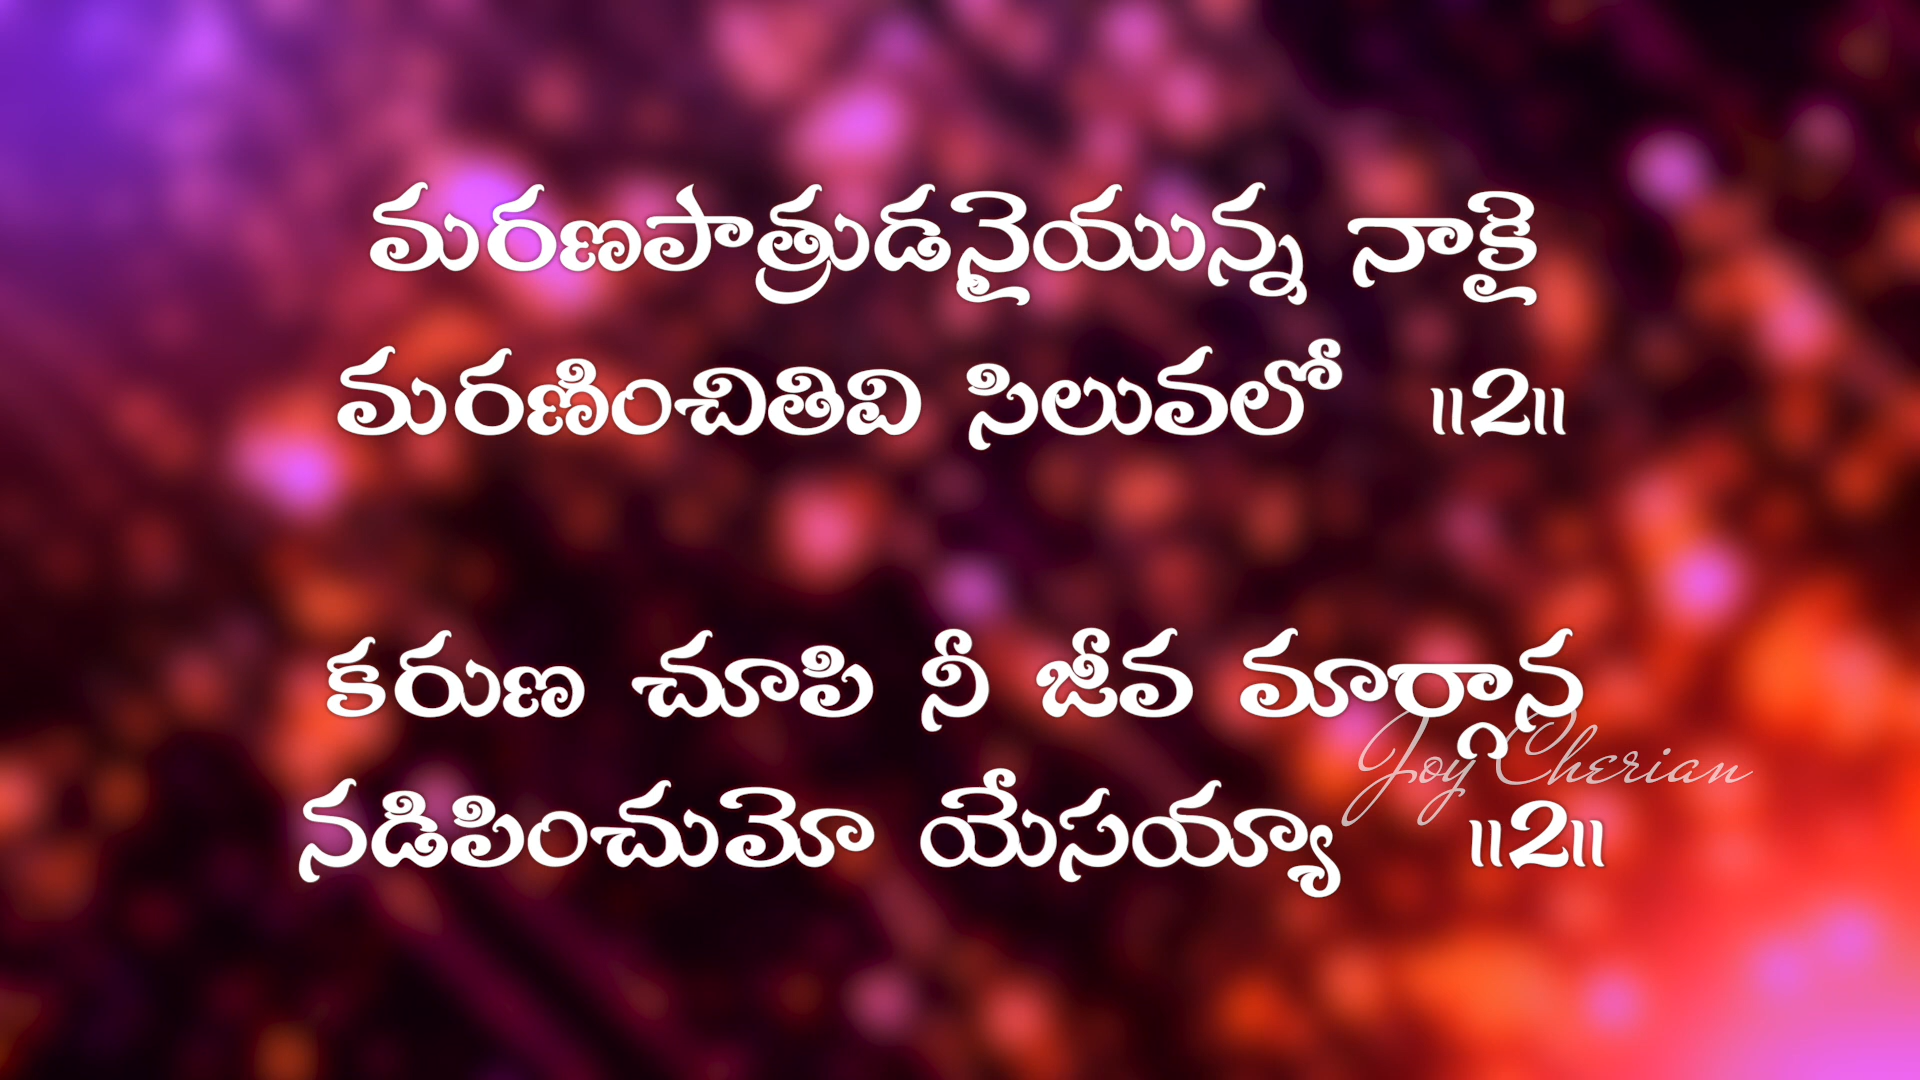 మరణపాత్రుడనైయున్న నాకై
మరణించితివి సిలువలో ॥2॥
కరుణ చూపి నీ జీవ మార్గాన
Joy Cherian
నడిపించుమో యేసయ్యా ॥2॥